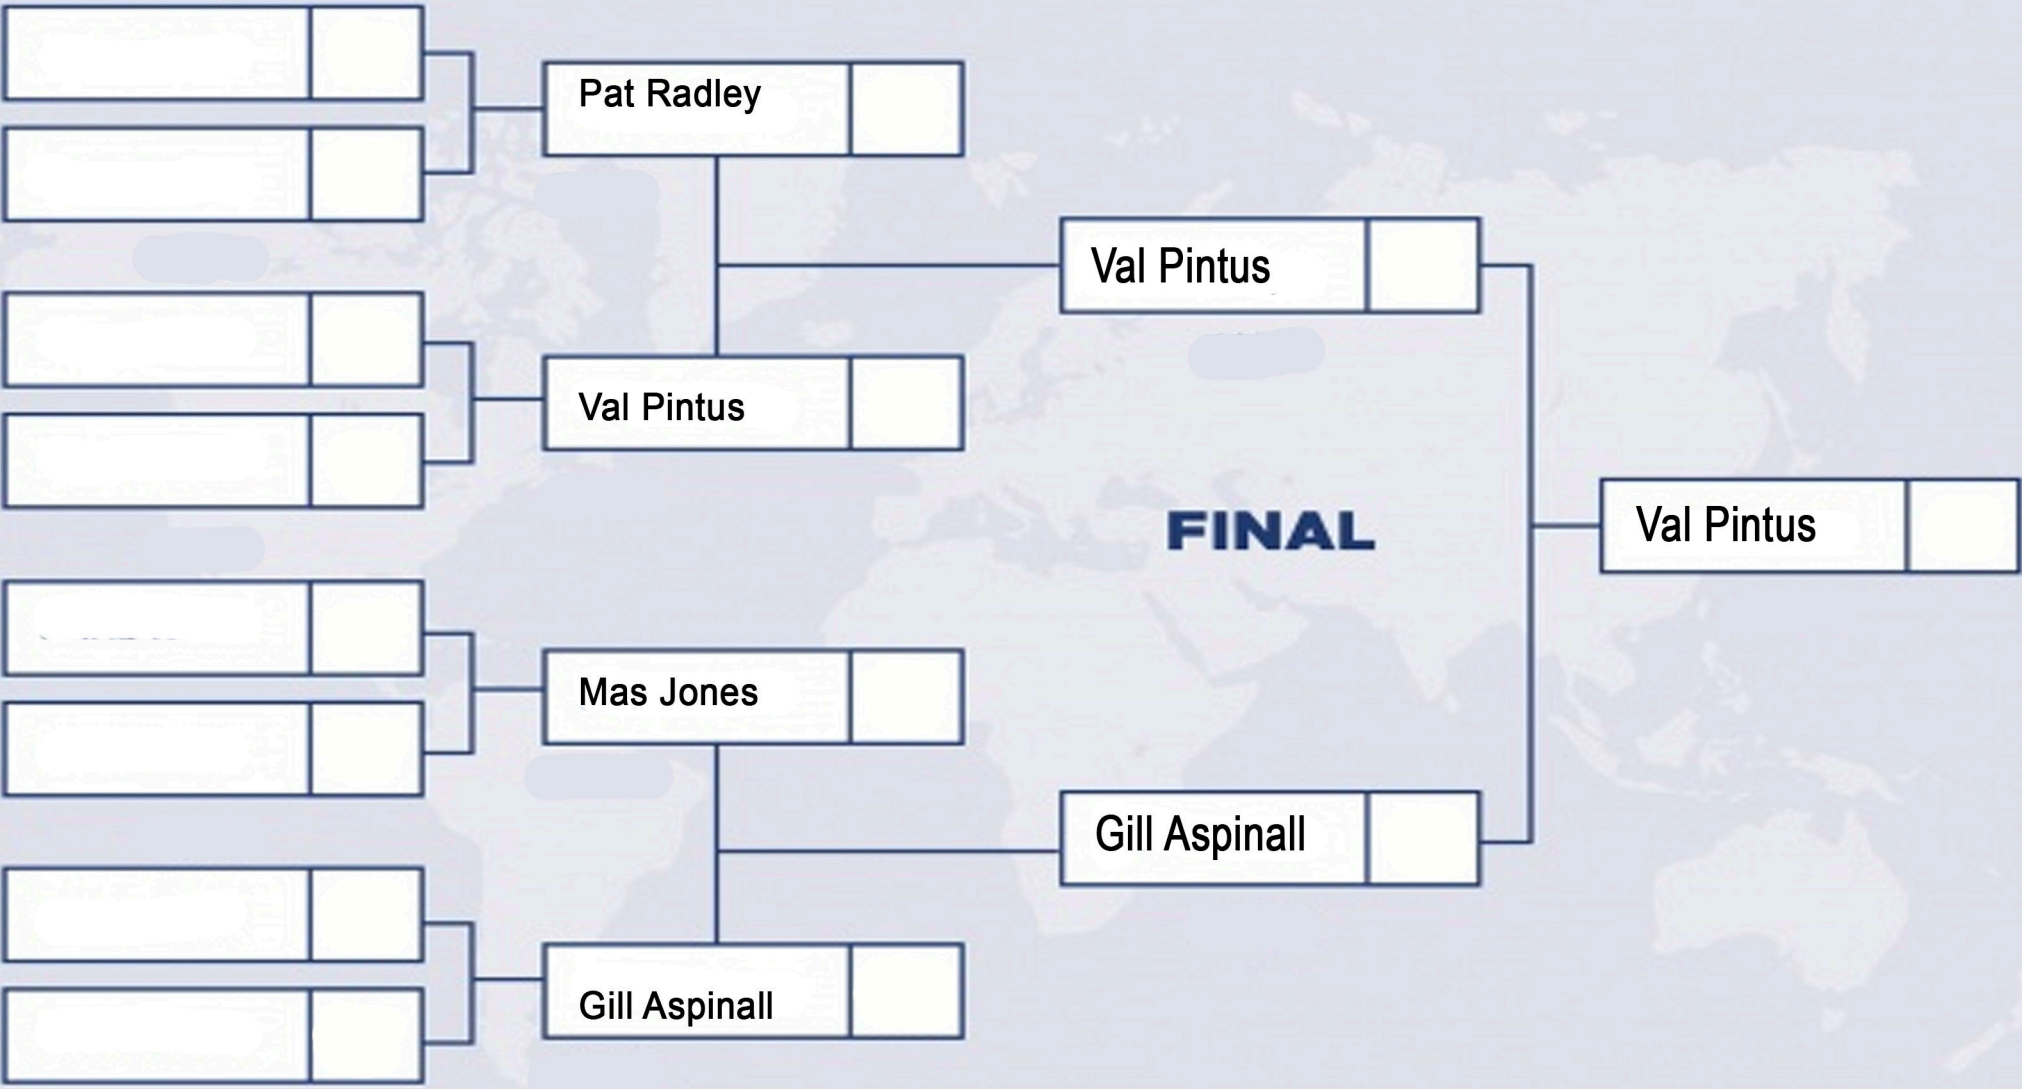 Pat Radley
Val Pintus
Val Pintus
FINAL
Val Pintus
Mas Jones
Gill Aspinall
Gill Aspinall